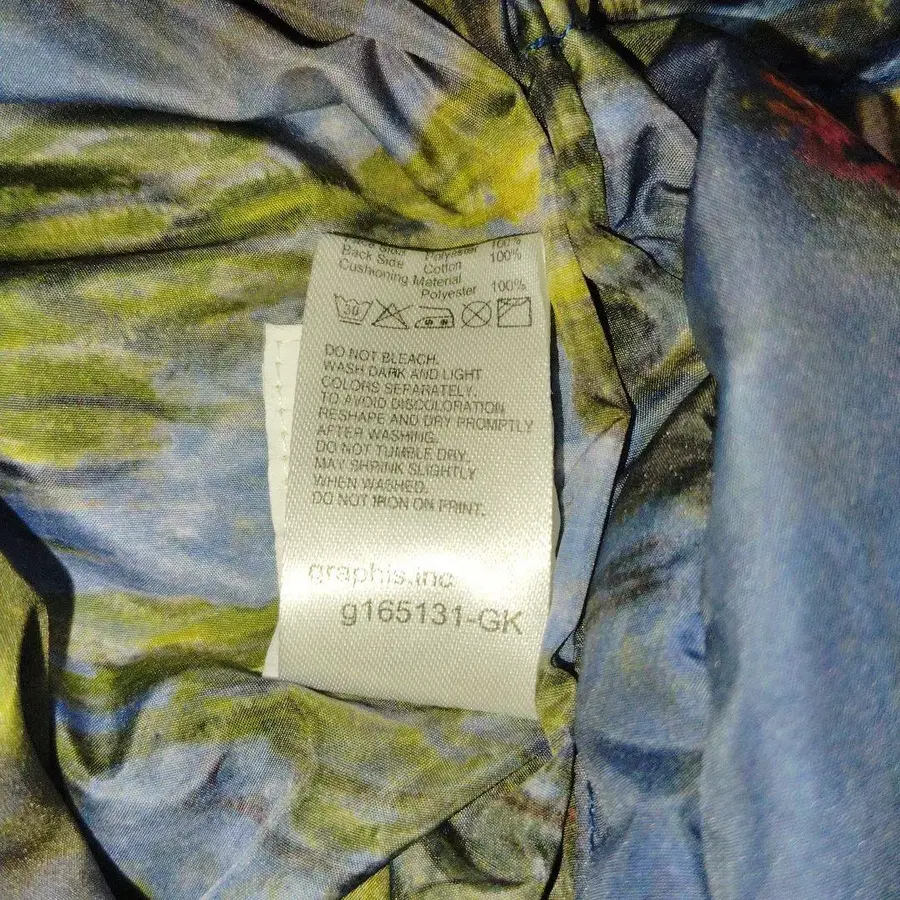 Polyester 100%
Back Side Cotton 100%
Cushioning Material
Polyester 100%
30
DO NOT BLEACH.
WASH DARK AND LIGHT
COLORS SEPARATELY.
TO AVOID DISCOLORATION
RESHAPE AND DRY PROMPTLY
AFTER WASHING.
DO NOT TUMBLE DRY.
MAY SHRINK SLIGHTLY
WHEN WASHED.
DO NOT IRON ON PRINT.
graphis.inc
g165131-GK